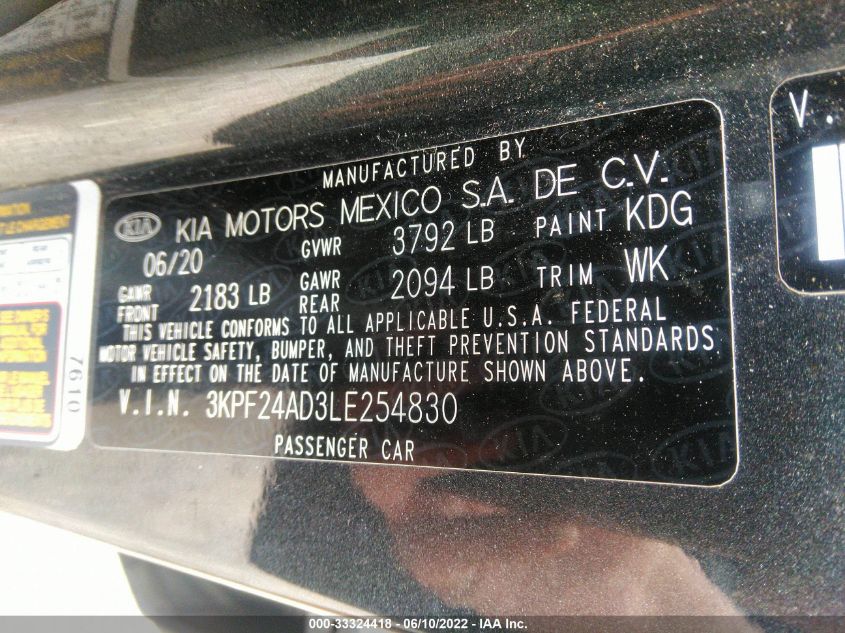 MANUFACTURED BY
KIA KIA MOTORS MEXICO S.A. DE C.V.
06/20 GVWR 3792 LB PAINT KDG
GAWR FRONT 2183 LB GAWR REAR 2094 LB TRIM WK
THIS VEHICLE CONFORMS TO ALL APPLICABLE U.S.A. FEDERAL
MOTOR VEHICLE SAFETY, BUMPER, AND THEFT PREVENTION STANDARDS
IN EFFECT ON THE DATE OF MANUFACTURE SHOWN ABOVE.
V.I.N. 3KPF24AD3LE254830
PASSENGER CAR
7610
V.
000-33324418 - 06/10/2022 - IAA Inc.